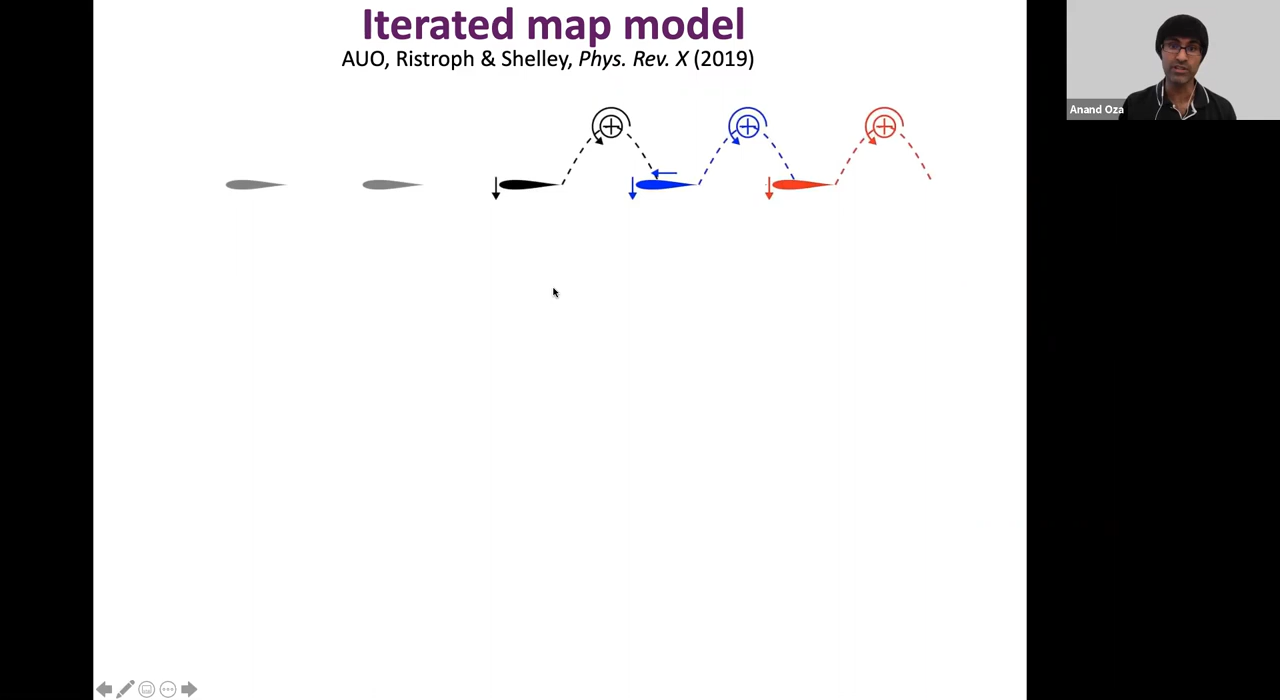 Iterated map model
AUO, Ristroph & Shelley, Phys. Rev. X (2019)
Anand Oza